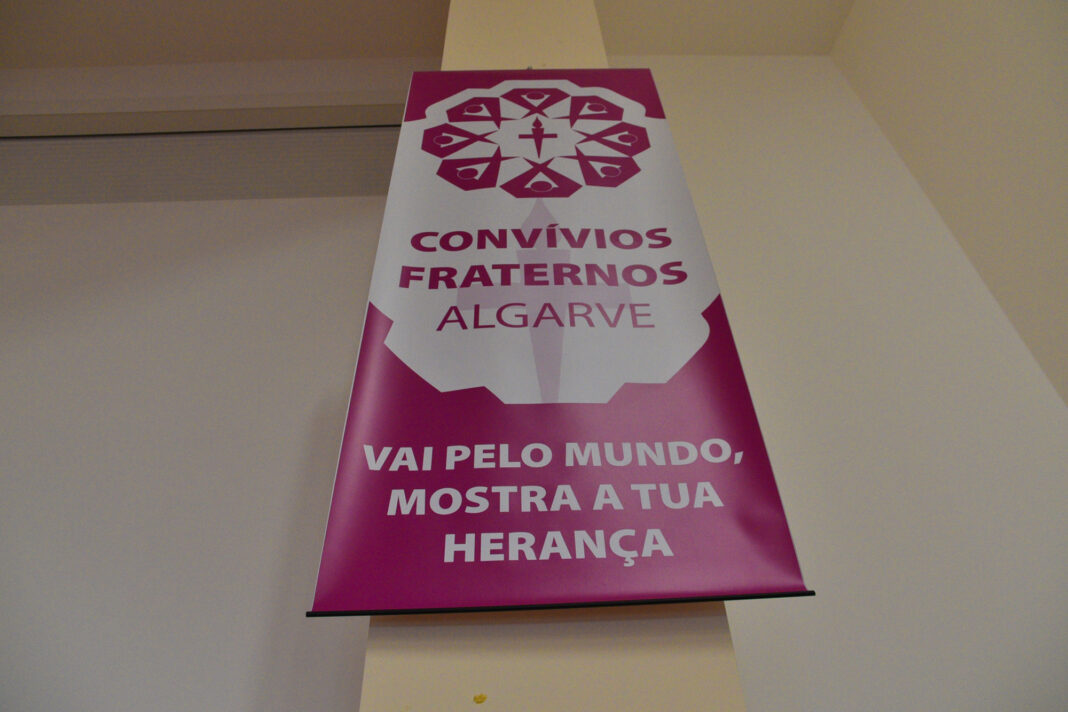 CONVÍVIOS
FRATERNOS
ALGARVE
VAI PELO MUNDO,
MOSTRA A TUA
HERANÇA